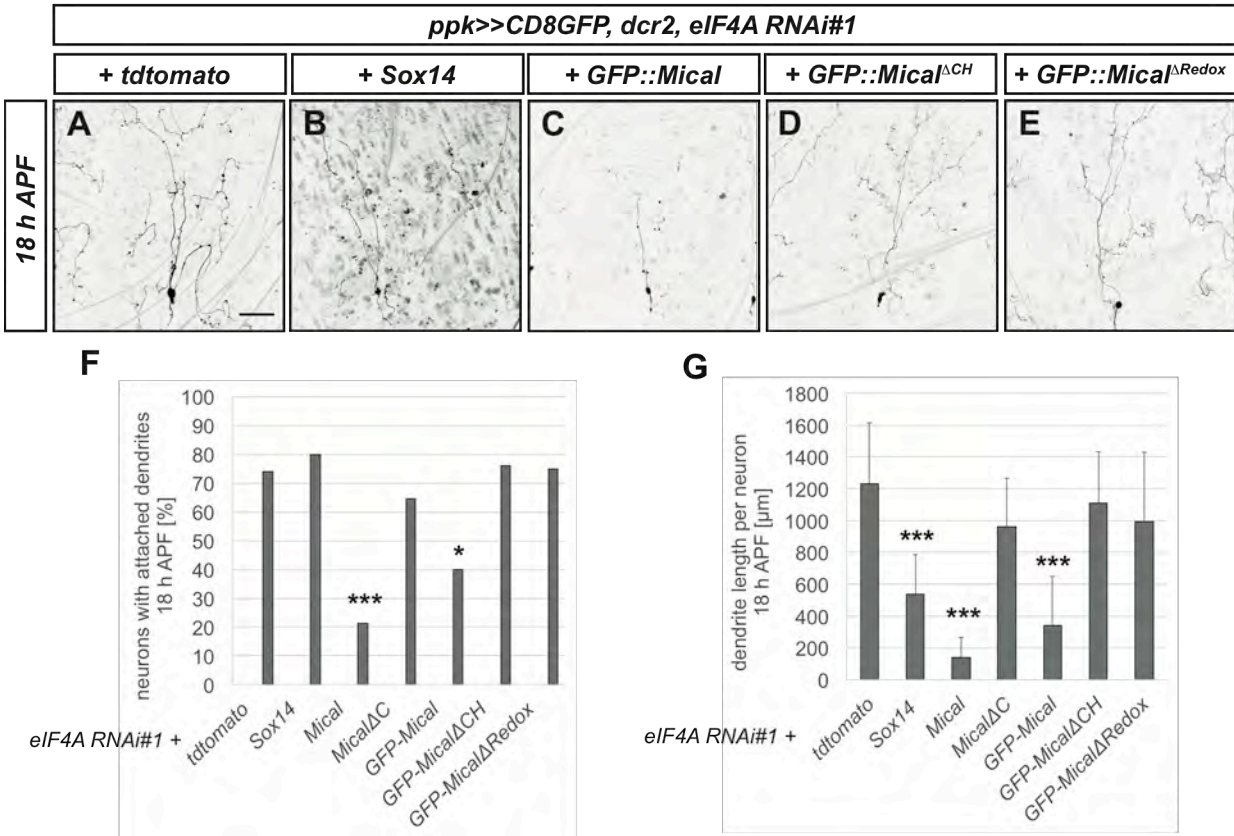 ppk>>CD8GFP, dcr2, eIF4A RNAi#1
+ tdtomato
+ Sox14
+ GFP::Mical
+ GFP::Mical^ΔCH
+ GFP::Mical^ΔRedox
18 h APF
A
B
C
D
E
F
neurons with attached dendrites
18 h APF [%]
100
90
80
70
60
50
40
30
20
10
0
***
*
eIF4A RNAi#1 +
tdtomato
Sox14
Mical
MicalΔC
GFP-Mical
GFP-MicalΔCH
GFP-MicalΔRedox
G
dendrite length per neuron
18 h APF [µm]
1800
1600
1400
1200
1000
800
600
400
200
0
***
***
***
eIF4A RNAi#1 +
tdtomato
Sox14
Mical
MicalΔC
GFP-Mical
GFP-MicalΔCH
GFP-MicalΔRedox